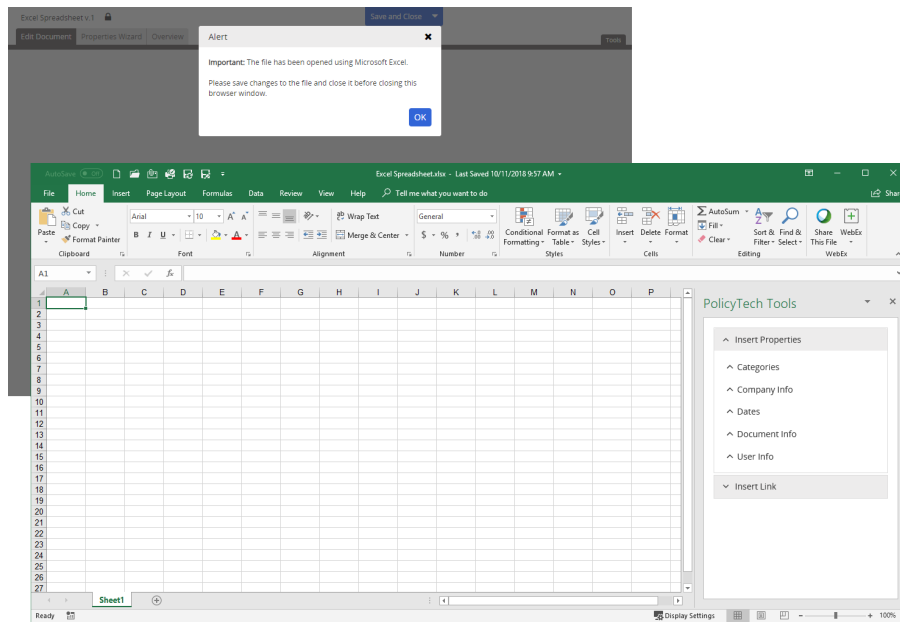 Excel Spreadsheet v.1 Save and Close
Edit Document Properties Wizard Overview Tools
Alert
Important: The file has been opened using Microsoft Excel.
Please save changes to the file and close it before closing this
browser window.
OK
AutoSave Off Excel Spreadsheet.xlsx - Last Saved 10/11/2018 9:57 AM
File Home Insert Page Layout Formulas Data Review View Help Tell me what you want to do Shar
Paste Cut Copy Format Painter
Arial 10 B I U A A A
Wrap Text Merge & Center
General $ % ,
Conditional Formatting Format as Table Cell Styles
Insert Delete Format
AutoSum Fill Clear Sort & Filter Find & Select
Share This File WebEx
Clipboard Font Alignment Number Styles Cells Editing WebEx
A1 fx
A B C D E F G H I J K L M N O P
1
2
3
4
5
6
7
8
9
10
11
12
13
14
15
16
17
18
19
20
21
22
23
24
25
26
27
PolicyTech Tools
Insert Properties
Categories
Company Info
Dates
Document Info
User Info
Insert Link
Sheet1
Ready Display Settings 100%